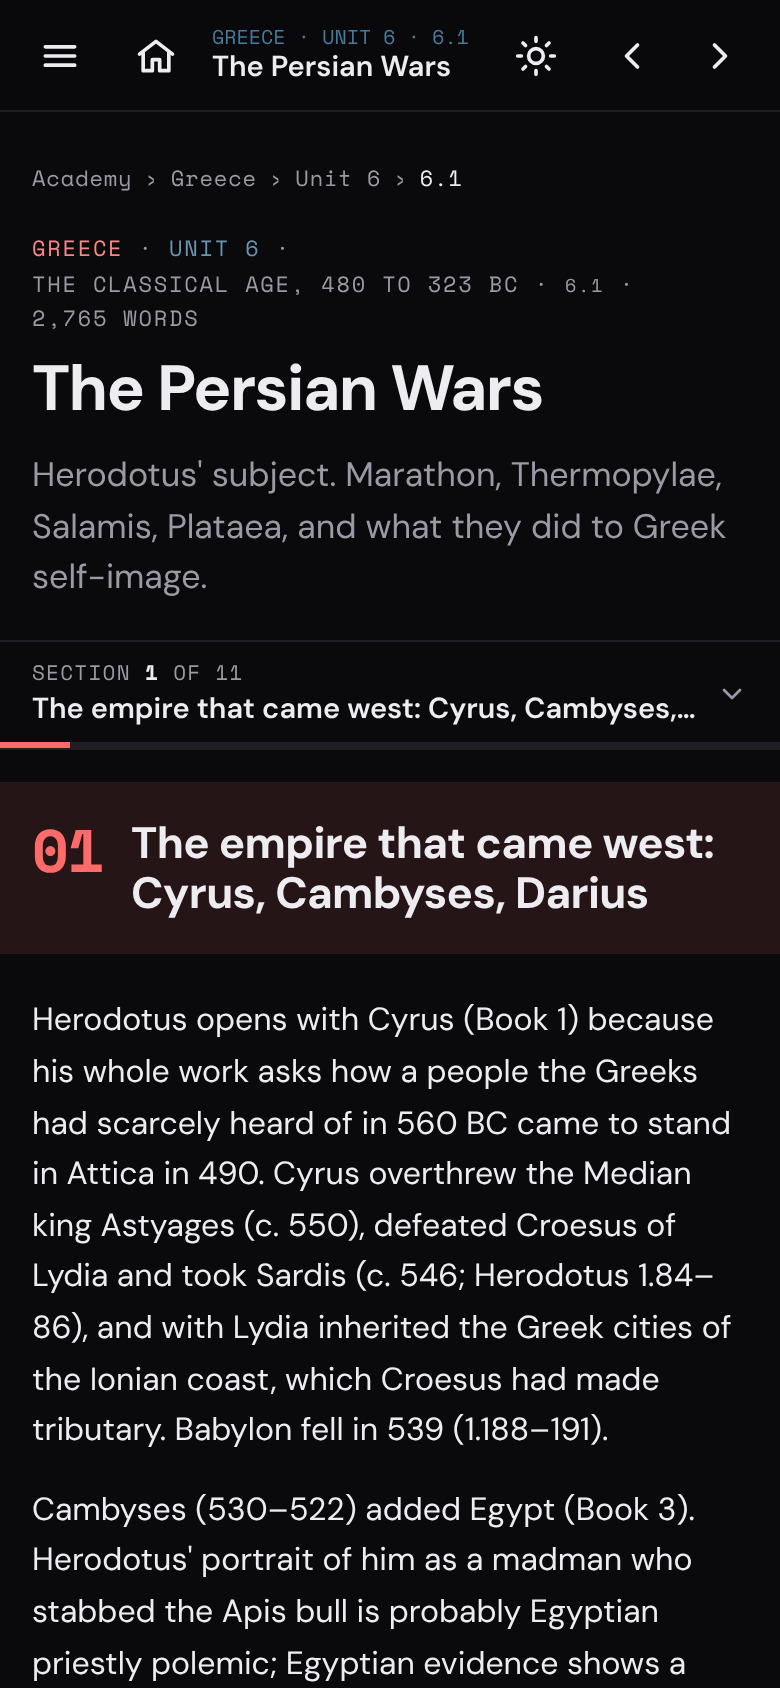 GREECE · UNIT 6 · 6.1
The Persian Wars
Academy › Greece › Unit 6 › 6.1
GREECE · UNIT 6 ·
THE CLASSICAL AGE, 480 TO 323 BC · 6.1 ·
2,765 WORDS
The Persian Wars
Herodotus' subject. Marathon, Thermopylae,
Salamis, Plataea, and what they did to Greek
self-image.
SECTION 1 OF 11
The empire that came west: Cyrus, Cambyses,...
01 The empire that came west:
Cyrus, Cambyses, Darius
Herodotus opens with Cyrus (Book 1) because
his whole work asks how a people the Greeks
had scarcely heard of in 560 BC came to stand
in Attica in 490. Cyrus overthrew the Median
king Astyages (c. 550), defeated Croesus of
Lydia and took Sardis (c. 546; Herodotus 1.84–
86), and with Lydia inherited the Greek cities of
the Ionian coast, which Croesus had made
tributary. Babylon fell in 539 (1.188–191).
Cambyses (530–522) added Egypt (Book 3).
Herodotus' portrait of him as a madman who
stabbed the Apis bull is probably Egyptian
priestly polemic; Egyptian evidence shows a